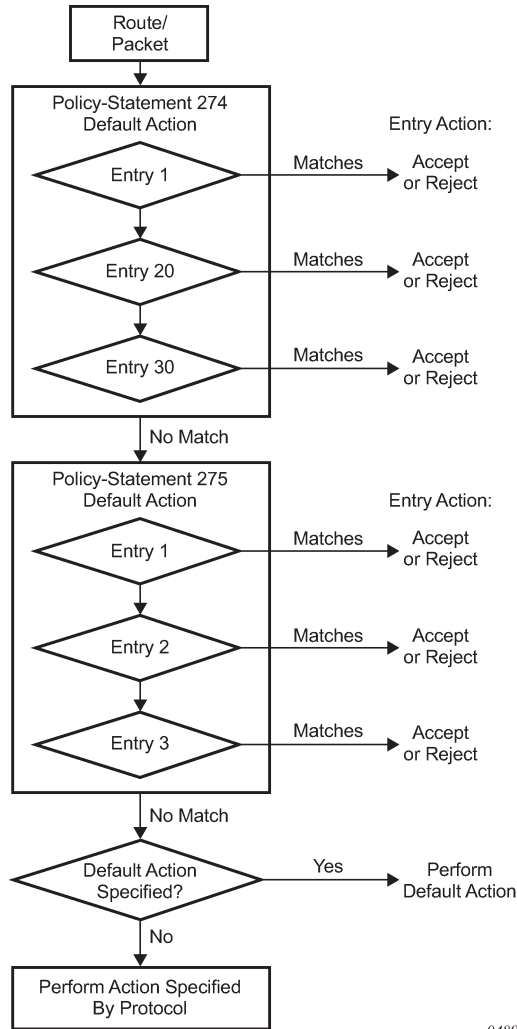 Route/
Packet
Policy-Statement 274
Default Action
Entry Action:
Entry 1
Matches
Accept
or Reject
Entry 20
Matches
Accept
or Reject
Entry 30
Matches
Accept
or Reject
No Match
Policy-Statement 275
Default Action
Entry Action:
Entry 1
Matches
Accept
or Reject
Entry 2
Matches
Accept
or Reject
Entry 3
Matches
Accept
or Reject
No Match
Default Action
Specified?
Yes
Perform
Default Action
No
Perform Action Specified
By Protocol